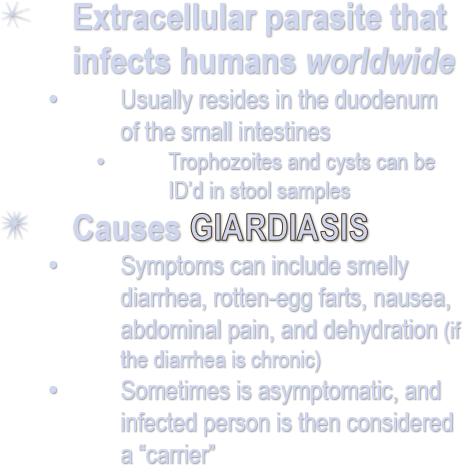 Extracellular parasite that
infects humans worldwide
• Usually resides in the duodenum
of the small intestines
• Trophozoites and cysts can be
ID’d in stool samples
Causes GIARDIASIS
• Symptoms can include smelly
diarrhea, rotten-egg farts, nausea,
abdominal pain, and dehydration (if
the diarrhea is chronic)
• Sometimes is asymptomatic, and
infected person is then considered
a “carrier”